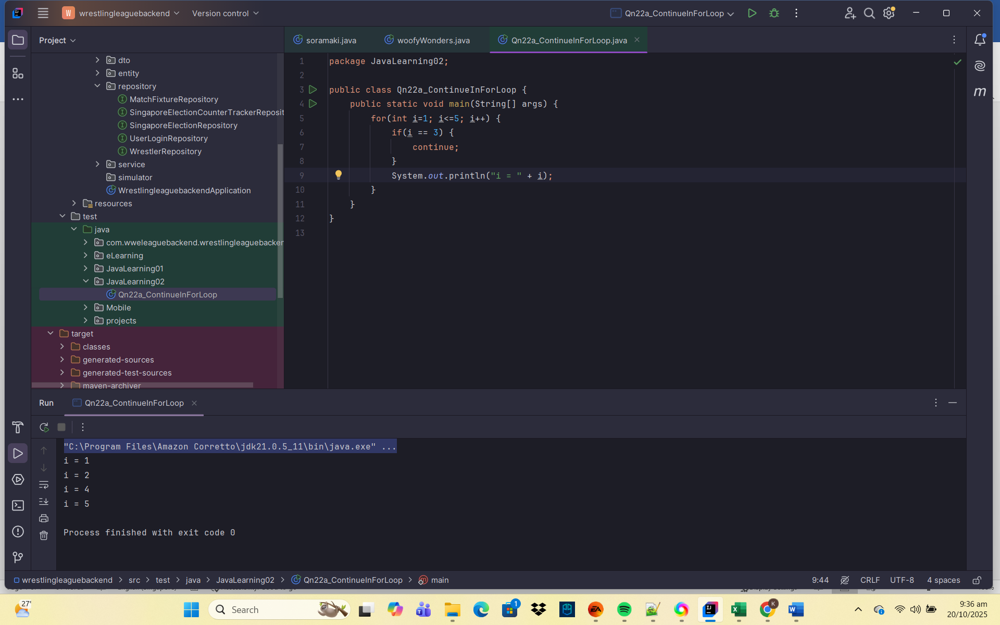 wrestlingleaguebackend
Version control
Qn22a_ContinueInForLoop
Project
soramaki.java
woofyWonders.java
Qn22a_ContinueInForLoop.java
dto
entity
repository
MatchFixtureRepository
SingaporeElectionCounterTrackerReposit
SingaporeElectionRepository
UserLoginRepository
WrestlerRepository
service
simulator
WrestlingleaguebackendApplication
resources
test
java
com.wweleaguebackend.wrestlingleaguebacker
eLearning
JavaLearning01
JavaLearning02
Qn22a_ContinueInForLoop
Mobile
projects
target
classes
generated-sources
generated-test-sources
maven-archiver
1 package JavaLearning02;
2
3 public class Qn22a_ContinueInForLoop {
4 public static void main(String[] args) {
5 for(int i=1; i<=5; i++) {
6 if(i == 3) {
7 continue;
8 }
9 System.out.println("i = " + i);
10 }
11 }
12 }
13
Run
Qn22a_ContinueInForLoop
"C:\Program Files\Amazon Corretto\jdk21.0.5_11\bin\java.exe" ...
i = 1
i = 2
i = 4
i = 5
Process finished with exit code 0
wrestlingleaguebackend > src > test > java > JavaLearning02 > Qn22a_ContinueInForLoop > main
9:44 CRLF UTF-8 4 spaces
27°
Search
1
9:36 am
20/10/2025